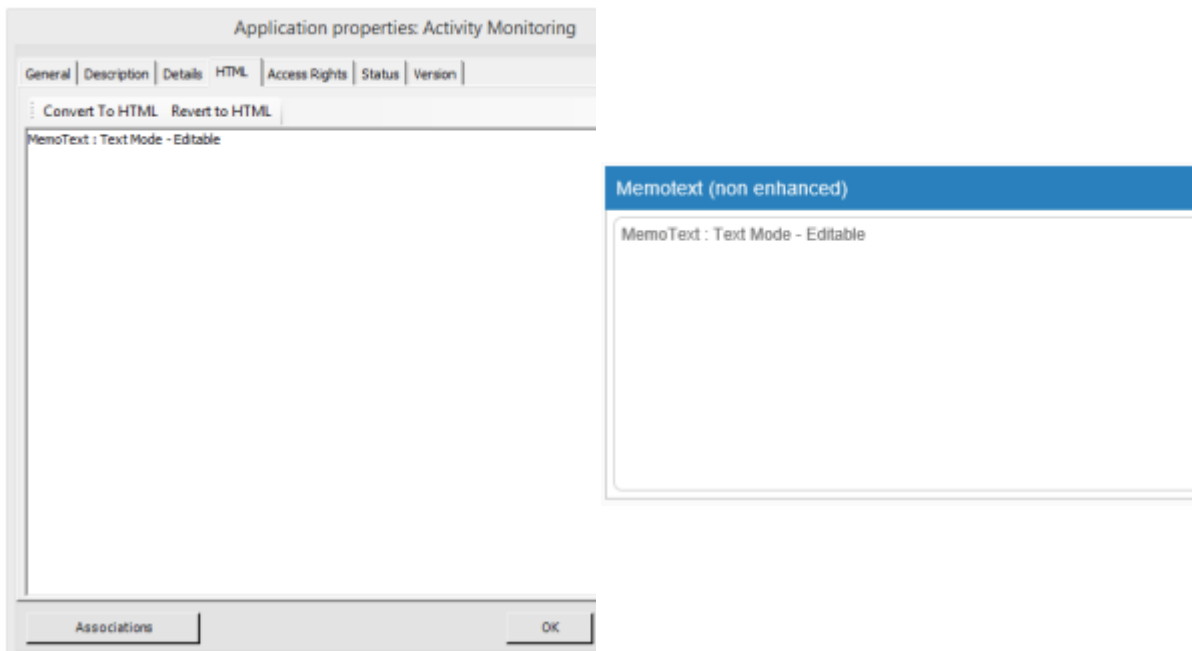 Application properties: Activity Monitoring
General Description Details HTML Access Rights Status Version
Convert To HTML Revert to HTML
MemoText : Text Mode - Editable
Associations OK
Memotext (non enhanced)
MemoText : Text Mode - Editable